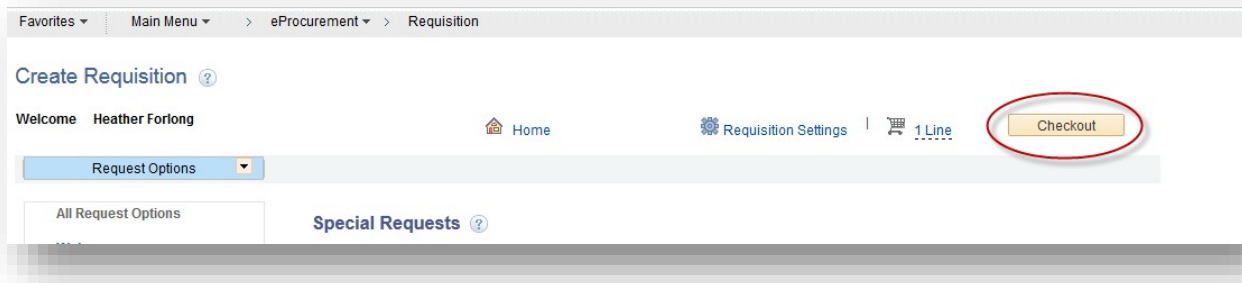 Favorites Main Menu > eProcurement > Requisition
Create Requisition ?
Welcome Heather Forlong Home Requisition Settings | 1 Line Checkout
Request Options
All Request Options
Special Requests ?